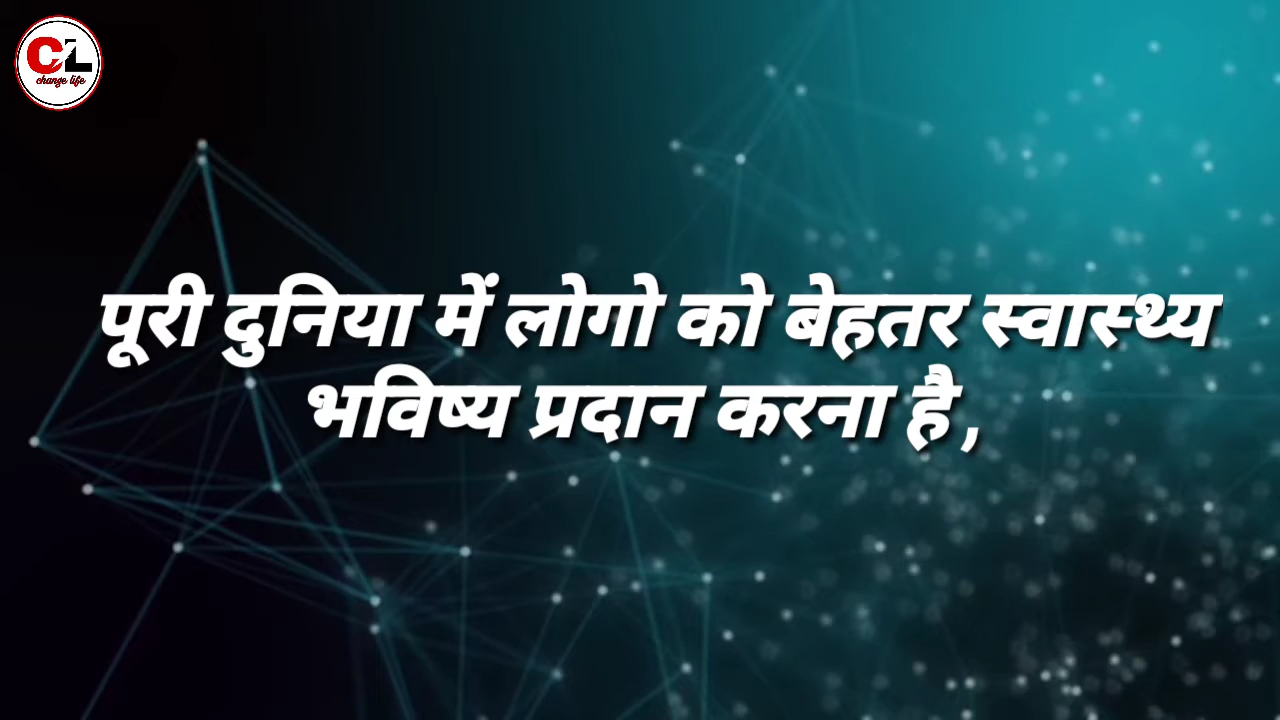 CL
change life
पूरी दुनिया में लोगो को बेहतर स्वास्थ्य
भविष्य प्रदान करना है ,